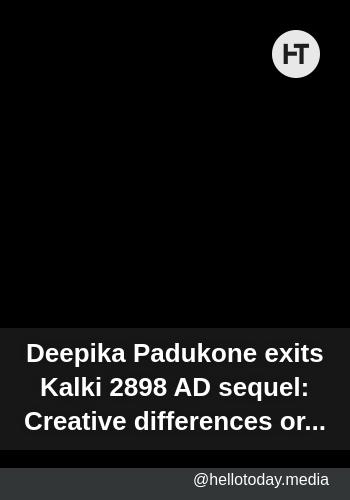 HT
Deepika Padukone exits
Kalki 2898 AD sequel:
Creative differences or...
@hellotoday.media